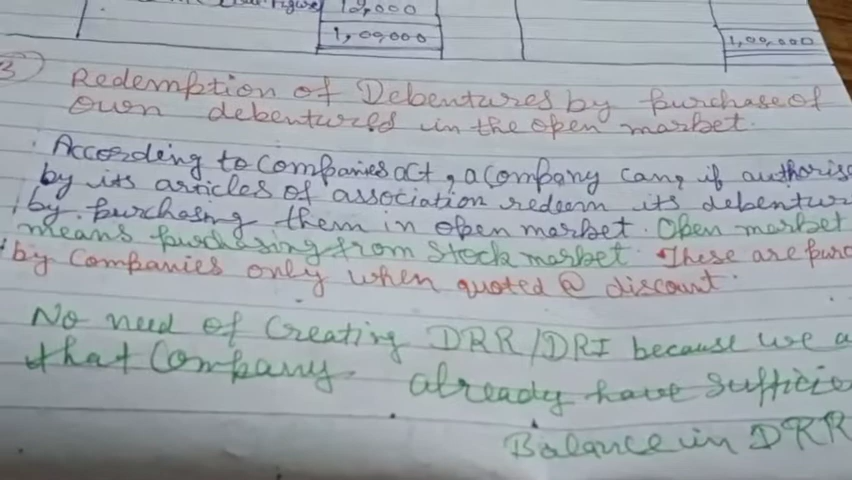 Figure) 10,000
1,00,000 1,00,000
3 Redemption of Debentures by purchase of
own debentured in the open market.
According to Companies act, a Company can, if authoris
by its articles of association redeem its debentur
by purchasing them in open market. Open market
means purchasing from stock market. These are purc
by Companies only when quoted @ discount.
No need of Creating DRR/DRI because we a
that Company. already have sufficie
Balance in DRR